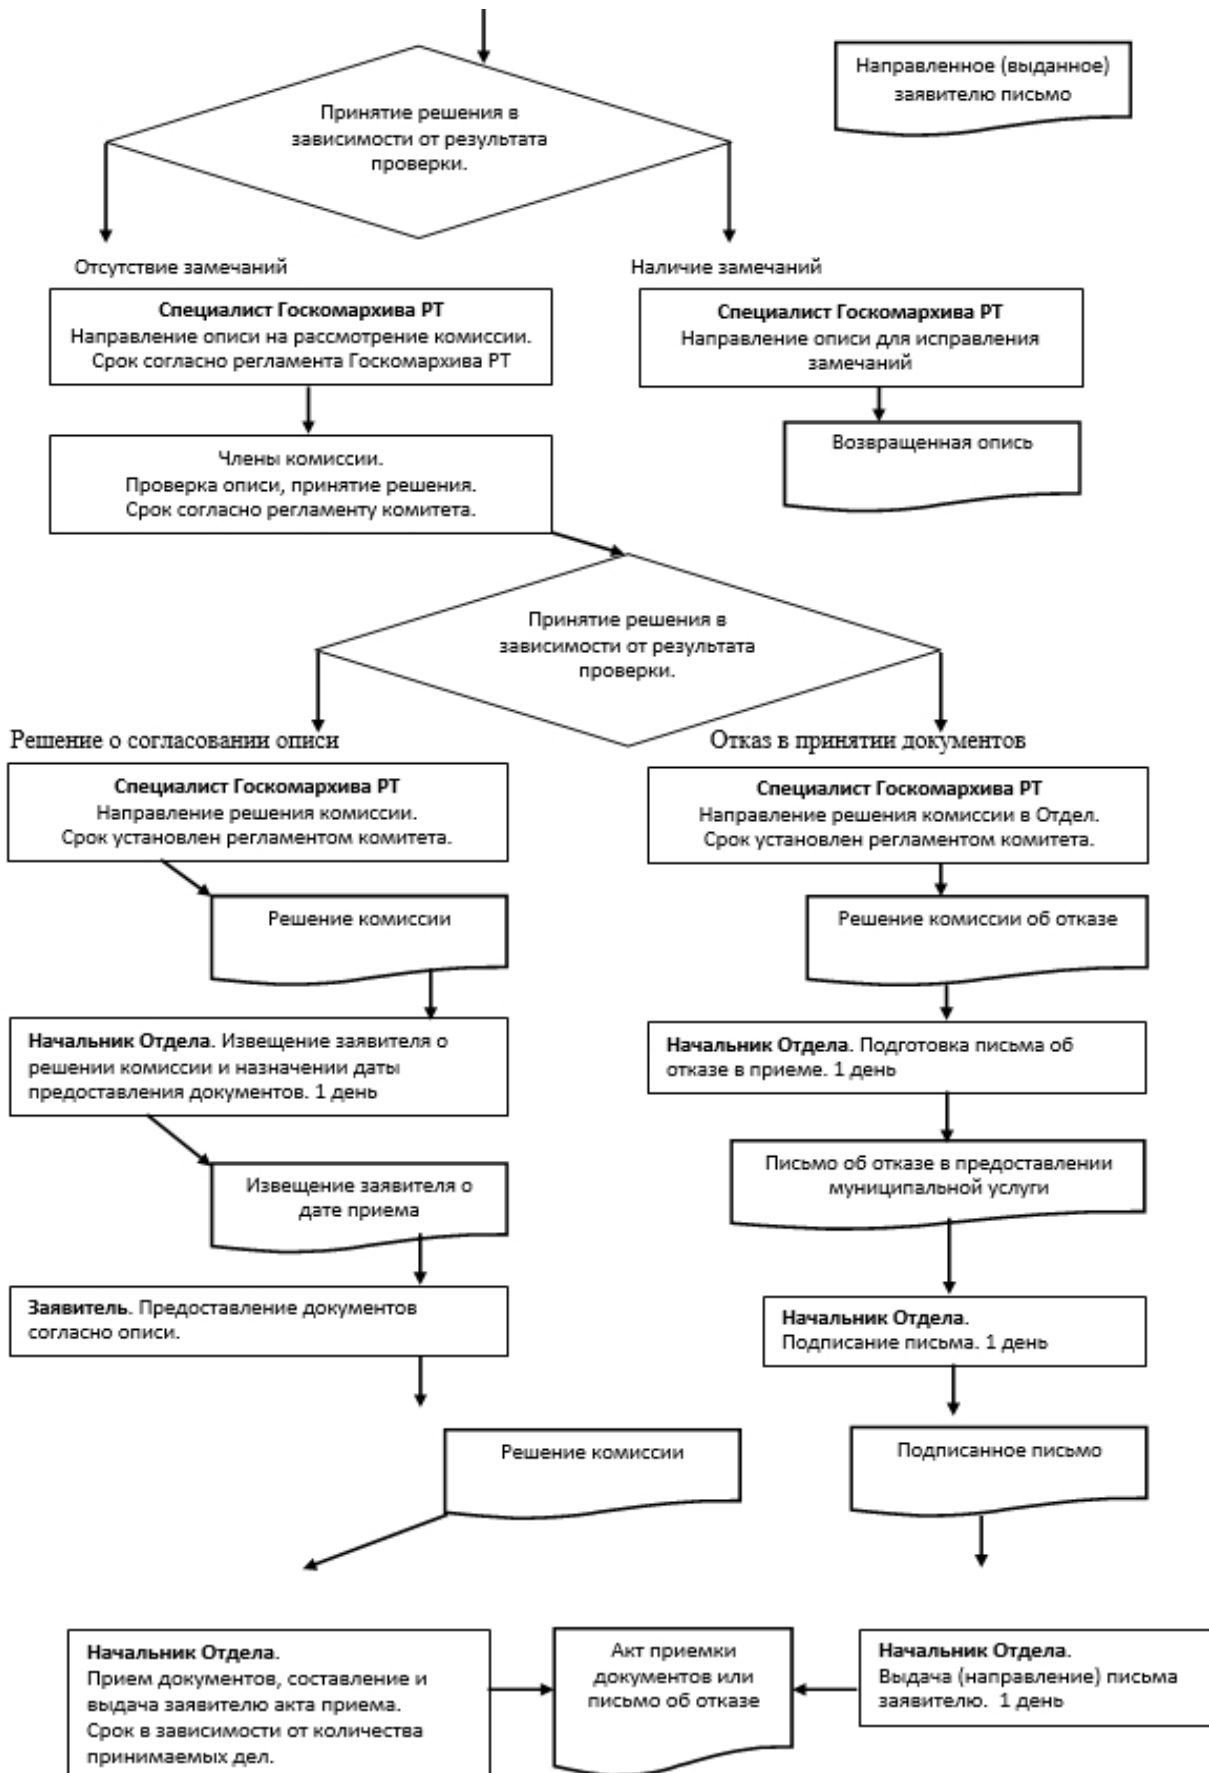 Принятие решения в
зависимости от результата
проверки.
Направленное (выданное)
заявителю письмо
Отсутствие замечаний
Наличие замечаний
Специалист Госкомархива РТ
Направление описи на рассмотрение комиссии.
Срок согласно регламента Госкомархива РТ
Специалист Госкомархива РТ
Направление описи для исправления
замечаний
Члены комиссии.
Проверка описи, принятие решения.
Срок согласно регламенту комитета.
Возвращенная опись
Принятие решения в
зависимости от результата
проверки.
Решение о согласовании описи
Отказ в принятии документов
Специалист Госкомархива РТ
Направление решения комиссии.
Срок установлен регламентом комитета.
Специалист Госкомархива РТ
Направление решения комиссии в Отдел.
Срок установлен регламентом комитета.
Решение комиссии
Решение комиссии об отказе
Начальник Отдела. Извещение заявителя о
решении комиссии и назначении даты
предоставления документов. 1 день
Начальник Отдела. Подготовка письма об
отказе в приеме. 1 день
Извещение заявителя о
дате приема
Письмо об отказе в предоставлении
муниципальной услуги
Заявитель. Предоставление документов
согласно описи.
Начальник Отдела.
Подписание письма. 1 день
Решение комиссии
Подписанное письмо
Начальник Отдела.
Прием документов, составление и
выдача заявителю акта приема.
Срок в зависимости от количества
принимаемых дел.
Акт приемки
документов или
письмо об отказе
Начальник Отдела.
Выдача (направление) письма
заявителю. 1 день